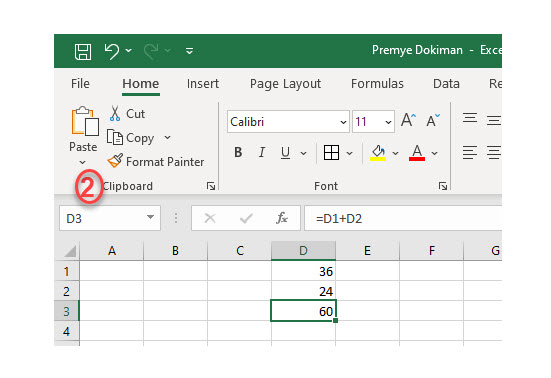 Premye Dokiman - Exce
File Home Insert Page Layout Formulas Data Re
Cut
Copy
Paste
Format Painter
Calibri 11
B I U A
2
Clipboard Font
D3 fx =D1+D2
A B C D E F G
1 36
2 24
3 60
4